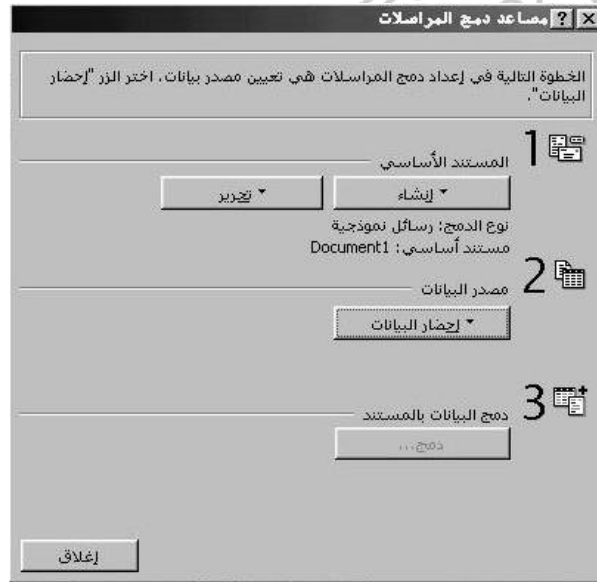 مساعد دمج المراسلات
الخطوة التالية في إعداد دمج المراسلات هي تعيين مصدر بيانات. اختر الزر "إحضار
البيانات".
1
المستند الأساسي
إنشاء
تحرير
نوع الدمج: رسائل نموذجية
مستند أساسي: Document1
2
مصدر البيانات
إحضار البيانات
3
دمج البيانات بالمستند
دمج...
إغلاق